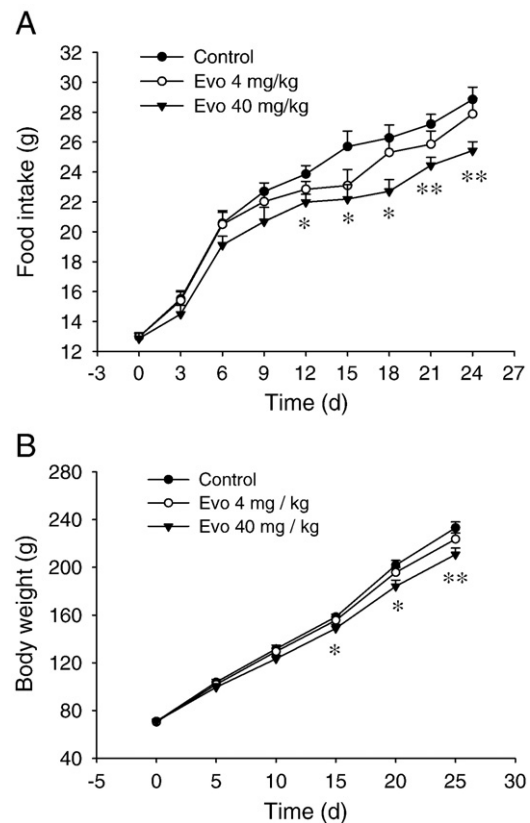 A
Control
Evo 4 mg/kg
Evo 40 mg/kg
32
30
28
26
24
22
20
18
16
14
12
Food intake (g)
* * * ** **
-3 0 3 6 9 12 15 18 21 24 27
Time (d)
B
Control
Evo 4 mg / kg
Evo 40 mg / kg
280
240
200
160
120
80
40
Body weight (g)
* * **
-5 0 5 10 15 20 25 30
Time (d)